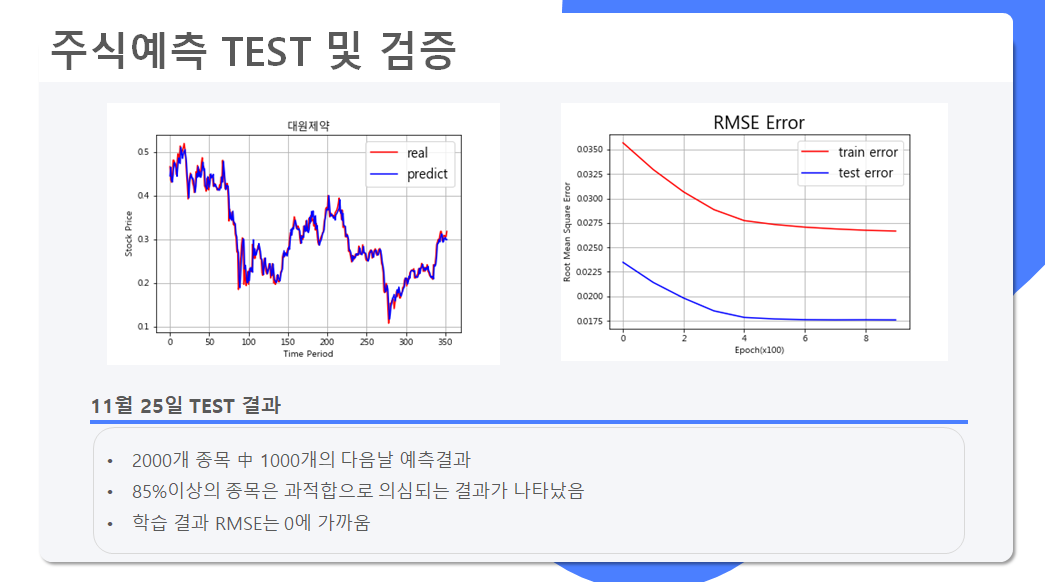 주식예측 TEST 및 검증
대원제약
real
predict
Stock Price
0.5
0.4
0.3
0.2
0.1
0 50 100 150 200 250 300 350
Time Period
RMSE Error
train error
test error
Root Mean Square Error
0.0350
0.0325
0.0300
0.0275
0.0250
0.0225
0.0200
0.0175
0 2 4 6 8
Epoch(x100)
11월 25일 TEST 결과
• 2000개 종목 中 1000개의 다음날 예측결과
• 85%이상의 종목은 과적합으로 의심되는 결과가 나타났음
• 학습 결과 RMSE는 0에 가까움